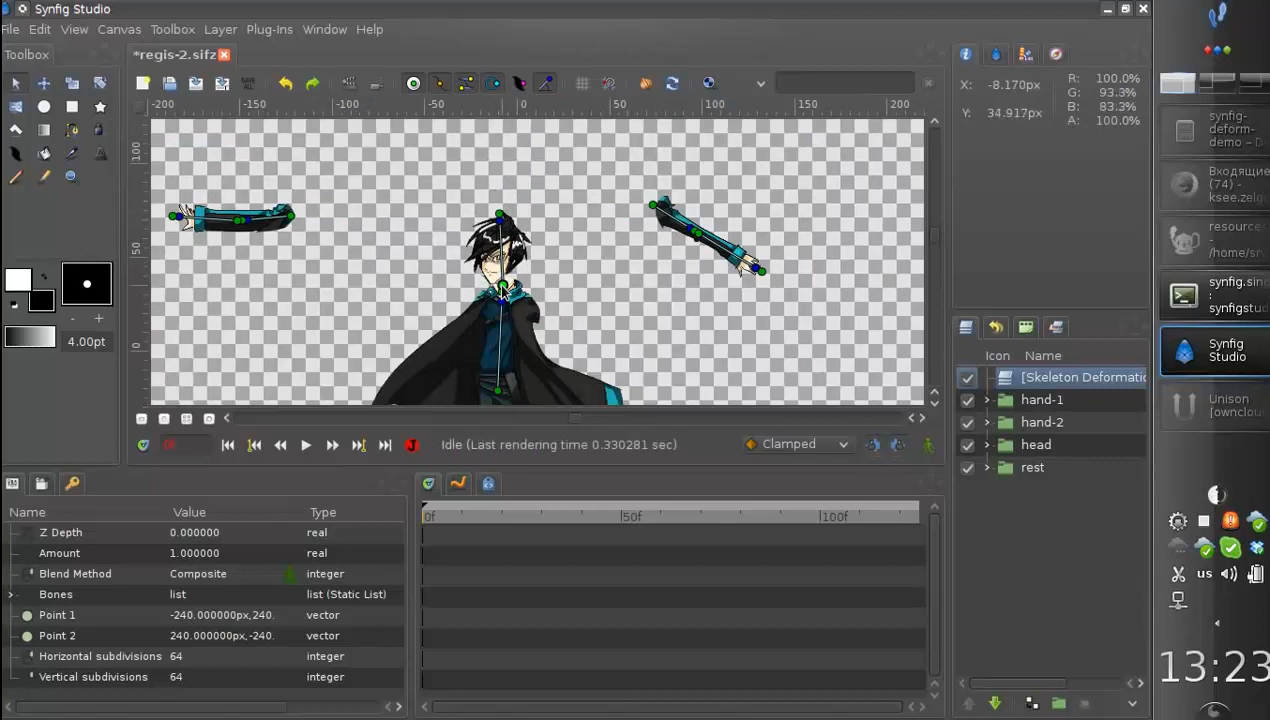 Synfig Studio
File Edit View Canvas Toolbox Layer Plug-Ins Window Help
Toolbox
*regis-2.sifz
SAVE ALL
-200 -150 -100 -50 0 50 100 150 200
100
50
0
X: -8.170px
Y: 34.917px
R: 100.0%
G: 93.3%
B: 83.3%
A: 100.0%
4.00pt
0f
Idle (Last rendering time 0.330281 sec)
Clamped
Icon Name
[Skeleton Deformatic
hand-1
hand-2
head
rest
Name Value Type
Z Depth 0.000000 real
Amount 1.000000 real
Blend Method Composite integer
Bones list list (Static List)
Point 1 -240.000000px,240. vector
Point 2 240.000000px,-240. vector
Horizontal subdivisions 64 integer
Vertical subdivisions 64 integer
0f 50f 100f
synfig-
deform-
demo – D
Входящие
(74) -
ksee.zelgc
resource
- /home/sr
synfig.sin
:
synfigstud
Synfig
Studio
Unison
[ownclou
us
13:23